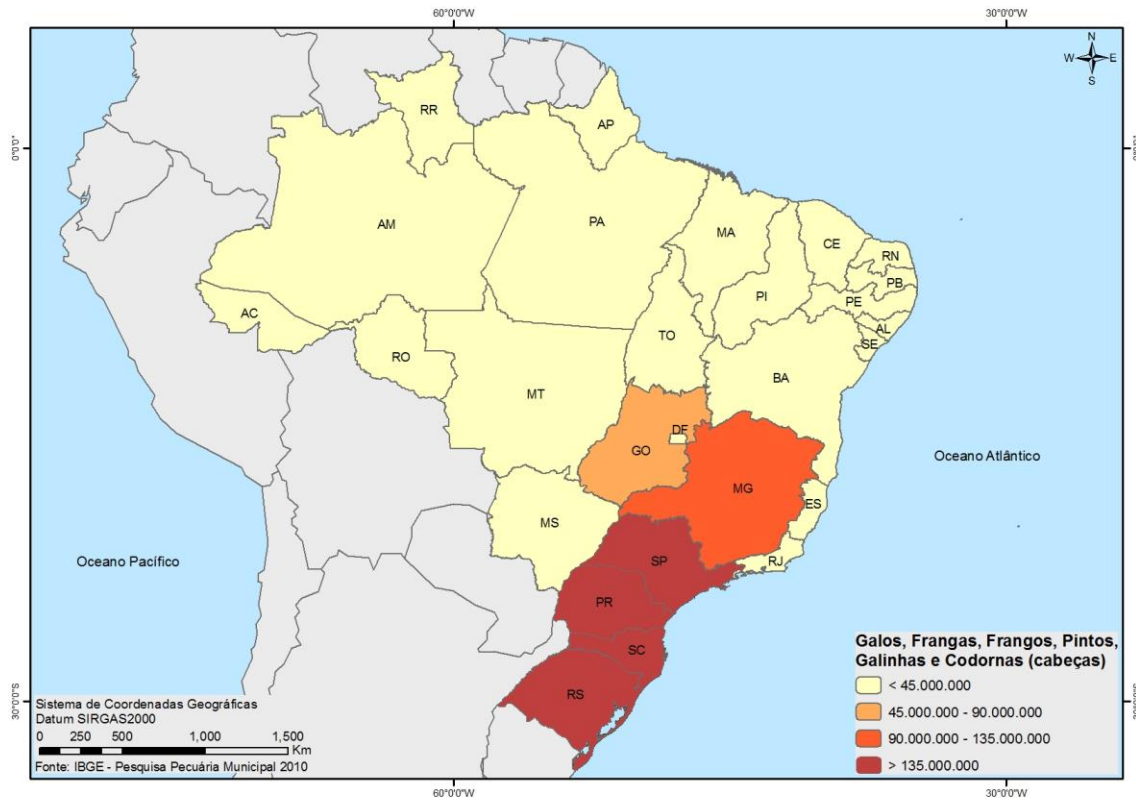 60°0'0"W
30°0'0"W
N
W E
S
RR
AP
0°0'0"
AM
PA
MA
CE
RN
PB
PI
PE
AC
TO
AL
SE
RO
BA
MT
DF
GO
Oceano Atlântico
MG
MS
ES
Oceano Pacífico
SP
RJ
PR
SC
RS
Galos, Frangas, Frangos, Pintos,
Galinhas e Codornas (cabeças)
< 45.000.000
45.000.000 - 90.000.000
90.000.000 - 135.000.000
> 135.000.000
30°0'0"S
Sistema de Coordenadas Geográficas
Datum SIRGAS2000
0 250 500 1,000 1,500
Km
Fonte: IBGE - Pesquisa Pecuária Municipal 2010
60°0'0"W
30°0'0"W